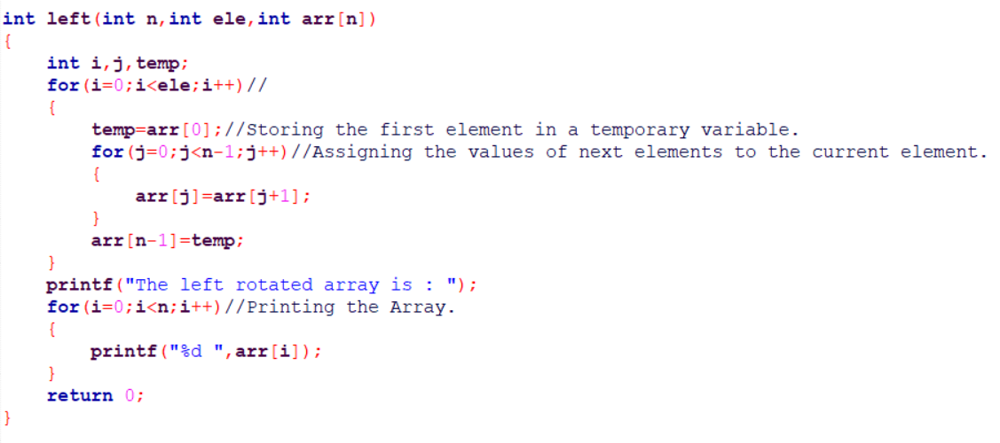 int left(int n,int ele,int arr[n])
{
    int i,j,temp;
    for(i=0;i<ele;i++)//
    {
        temp=arr[0];//Storing the first element in a temporary variable.
        for(j=0;j<n-1;j++)//Assigning the values of next elements to the current element.
        {
            arr[j]=arr[j+1];
        }
        arr[n-1]=temp;
    }
    printf("The left rotated array is : ");
    for(i=0;i<n;i++)//Printing the Array.
    {
        printf("%d ",arr[i]);
    }
    return 0;
}